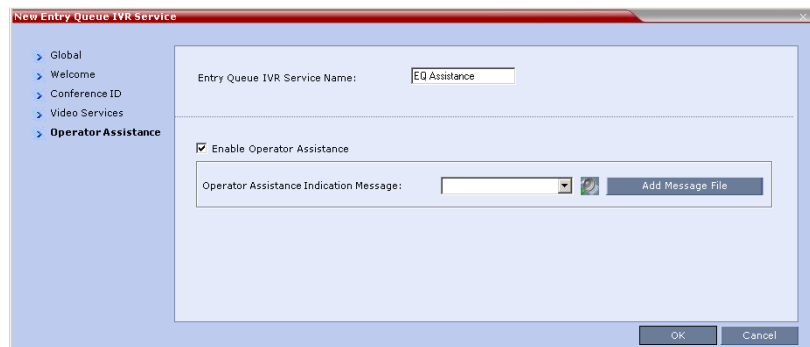 New Entry Queue IVR Service
Global
Welcome
Conference ID
Video Services
Operator Assistance
Entry Queue IVR Service Name:
EQ Assistance
Enable Operator Assistance
Operator Assistance Indication Message:
Add Message File
OK
Cancel